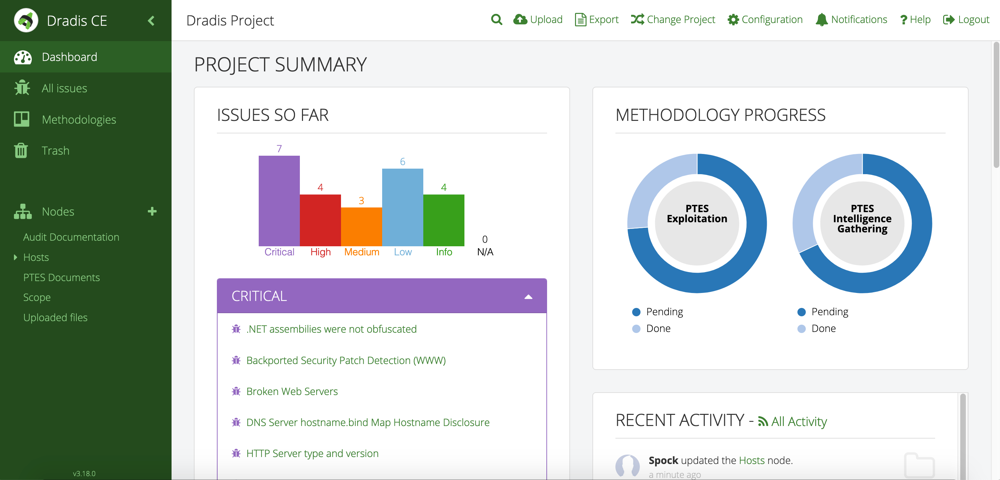 Dradis CE
Dashboard
All issues
Methodologies
Trash
Nodes
Audit Documentation
Hosts
PTES Documents
Scope
Uploaded files
v3.18.0
Dradis Project
Upload
Export
Change Project
Configuration
Notifications
? Help
Logout
PROJECT SUMMARY
ISSUES SO FAR
7
4
3
6
4
0
Critical
High
Medium
Low
Info
N/A
CRITICAL
.NET assembilies were not obfuscated
Backported Security Patch Detection (WWW)
Broken Web Servers
DNS Server hostname.bind Map Hostname Disclosure
HTTP Server type and version
METHODOLOGY PROGRESS
PTES
Exploitation
Pending
Done
PTES
Intelligence
Gathering
Pending
Done
RECENT ACTIVITY - All Activity
Spock updated the Hosts node.
a minute ago